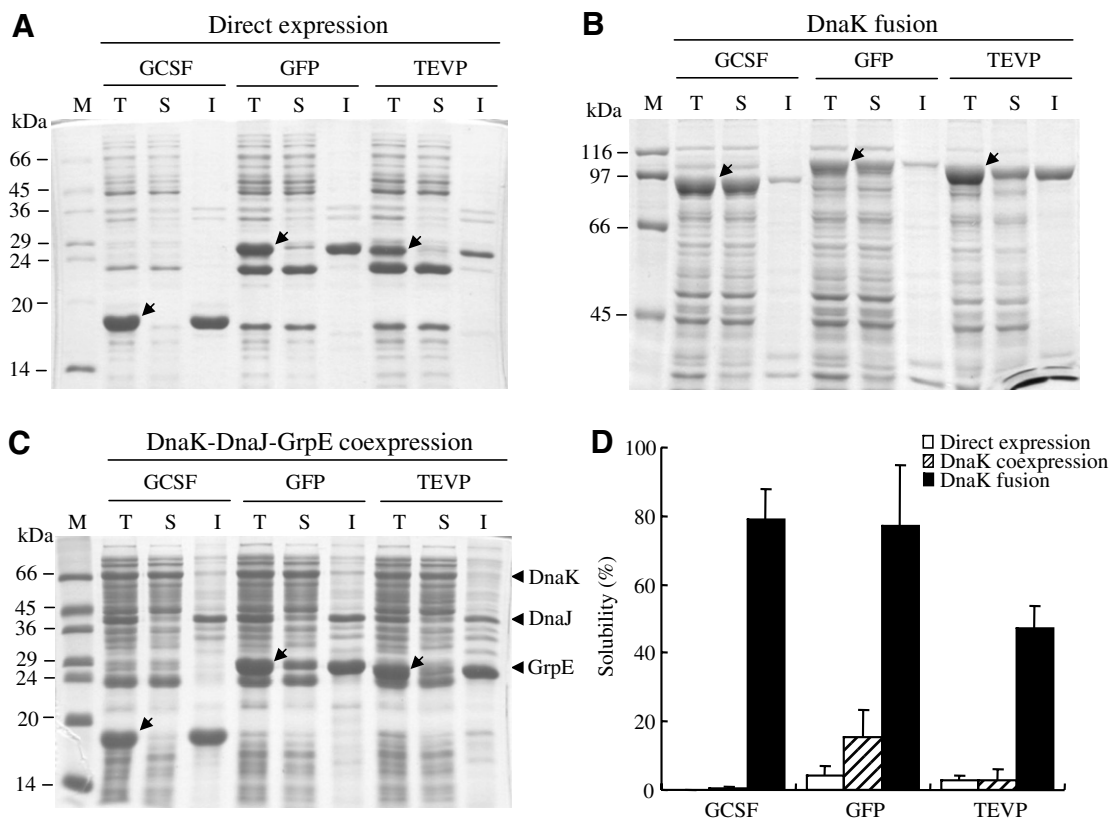 A
Direct expression
GCSF GFP TEVP
M T S I T S I T S I
kDa
66
45
36
29
24
20
14
B
DnaK fusion
GCSF GFP TEVP
kDa M T S I T S I T S I
116
97
66
45
C
DnaK-DnaJ-GrpE coexpression
GCSF GFP TEVP
M T S I T S I T S I
kDa
66
45
36
29
24
20
14
DnaK
DnaJ
GrpE
D
Direct expression
DnaK coexpression
DnaK fusion
Solubility (%)
100
80
60
40
20
0
GCSF GFP TEVP